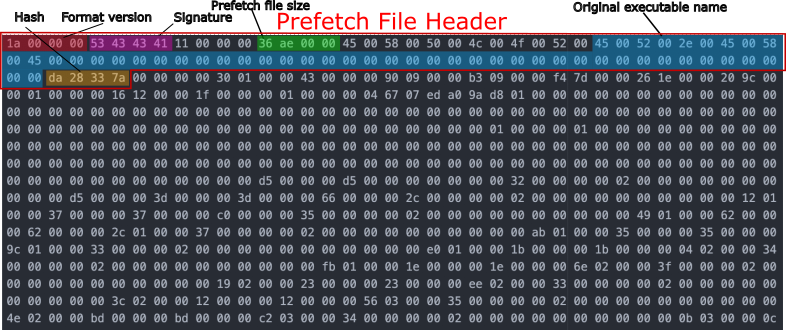 Prefetch file size
Hash
Format version
Signature
Prefetch File Header
Original executable name
1a 00 00 00 53 43 43 41 11 00 00 00 36 ae 00 00 45 00 58 00 50 00 4c 00 4f 00 52 00 45 00 52 00 2e 00 45 00 58
00 45 00 00 00 00 00 00 00 00 00 00 00 00 00 00 00 00 00 00 00 00 00 00 00 00 00 00 00 00 00 00 00 00 00 00 00
00 00 da 28 33 7a 00 00 00 00 30 01 00 00 43 00 00 00 90 09 00 00 b3 09 00 00 f4 7d 00 00 26 1e 00 00 20 9c 00
00 01 00 00 00 16 12 00 00 1f 00 00 00 01 00 00 00 04 67 07 ed a0 9a d8 01 00 00 00 00 00 00 00 00 00 00 00 00
00 00 00 00 00 00 00 00 00 00 00 00 00 00 00 00 00 00 00 00 00 00 00 00 00 00 00 00 00 00 00 00 00 00 00 00 00
00 00 00 00 00 00 00 00 00 00 00 00 00 00 00 00 00 00 00 00 00 00 00 01 00 00 00 01 00 00 00 00 00 00 00 00 00
00 00 00 00 00 00 00 00 00 00 00 00 00 00 00 00 00 00 00 00 00 00 00 00 00 00 00 00 00 00 00 00 00 00 00 00 00
00 00 00 00 00 00 00 00 00 00 00 00 00 00 00 00 00 00 00 00 00 00 00 00 00 00 00 00 00 00 00 00 00 00 00 00 00
00 00 00 00 00 00 00 00 00 00 00 00 d5 00 00 00 d5 00 00 00 00 00 00 00 32 00 00 00 00 02 00 00 00 00 00 00 00
00 00 00 d5 00 00 00 3d 00 00 00 3d 00 00 00 66 00 00 00 2c 00 00 00 00 02 00 00 00 00 00 00 00 00 00 00 12 01
00 00 37 00 00 00 37 00 00 00 c0 00 00 00 35 00 00 00 00 02 00 00 00 00 00 00 00 00 00 00 49 01 00 00 62 00 00
00 62 00 00 00 2c 01 00 00 37 00 00 00 00 02 00 00 00 00 00 00 00 00 00 00 ab 01 00 00 35 00 00 00 35 00 00 00
9c 01 00 00 33 00 00 00 02 00 00 00 00 00 00 00 00 00 00 00 e0 01 00 00 1b 00 00 00 1b 00 00 00 04 02 00 00 34
00 00 00 00 02 00 00 00 00 00 00 00 00 00 00 fb 01 00 00 1e 00 00 00 1e 00 00 00 6e 02 00 00 3f 00 00 00 02 00
00 00 00 00 00 00 00 00 00 00 19 02 00 00 23 00 00 00 23 00 00 00 ee 02 00 00 33 00 00 00 00 02 00 00 00 00 00
00 00 00 00 00 3c 02 00 00 12 00 00 00 12 00 00 00 56 03 00 00 35 00 00 00 00 02 00 00 00 00 00 00 00 00 00 00
4e 02 00 00 bd 00 00 00 bd 00 00 00 c2 03 00 00 34 00 00 00 00 02 00 00 00 00 00 00 00 00 00 00 0b 03 00 00 0c